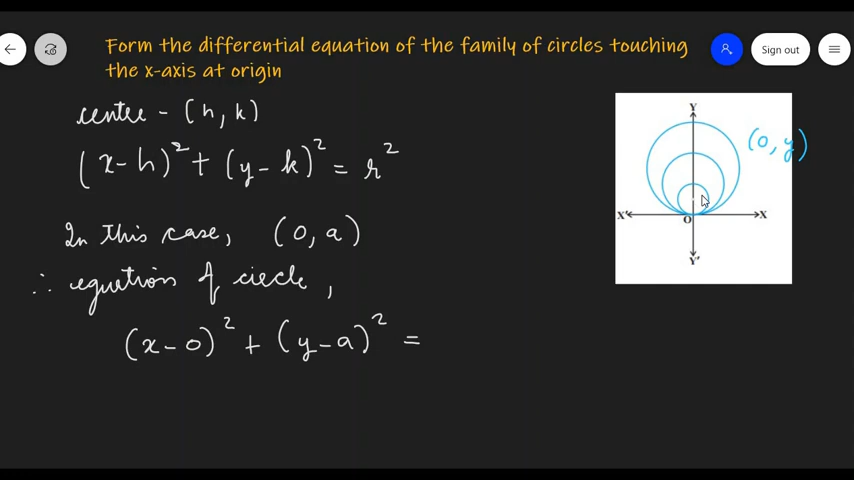 Form the differential equation of the family of circles touching
the x-axis at origin
Sign out
centre - (h, k)
(x-h)² + (y-k)² = r²
In this case, (0, a)
∴ equation of circle,
(x-0)² + (y-a)² =
Y
(0, y)
X'
O
X
Y'